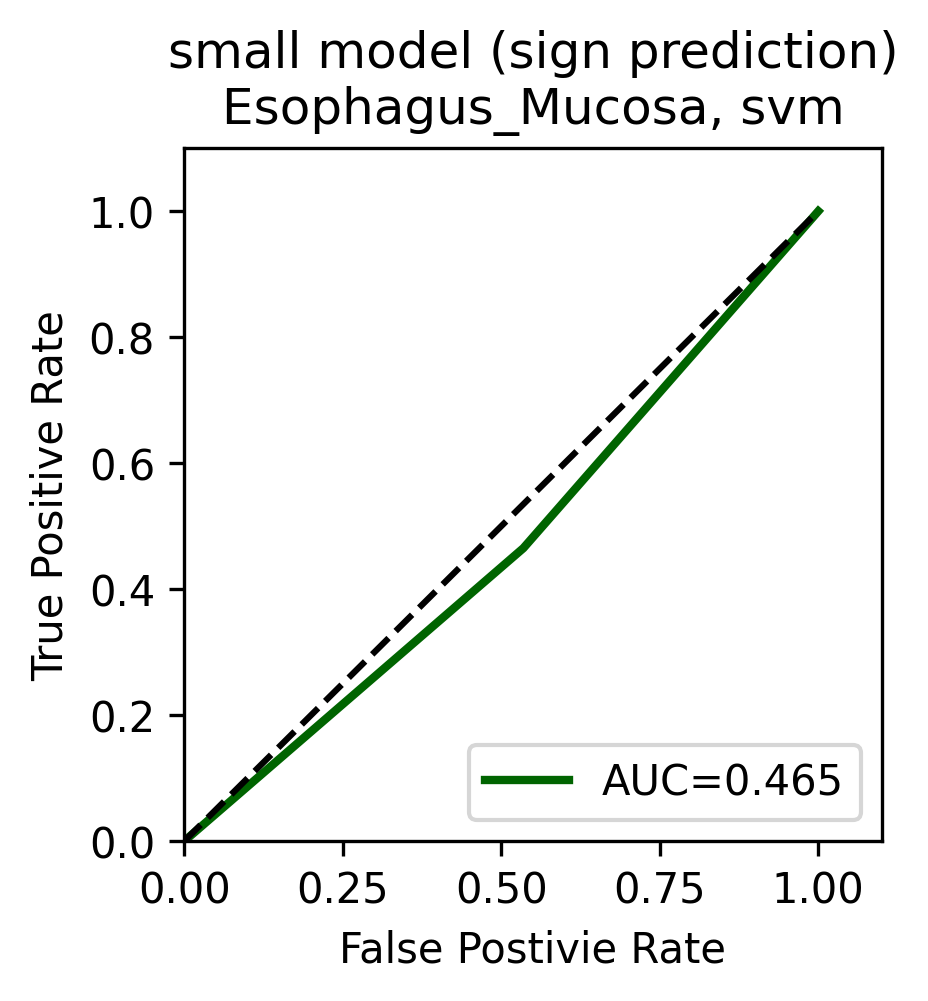 small model (sign prediction)
Esophagus_Mucosa, svm
1.0
0.8
0.6
0.4
0.2
0.0
True Positive Rate
AUC=0.465
0.00 0.25 0.50 0.75 1.00
False Postivie Rate